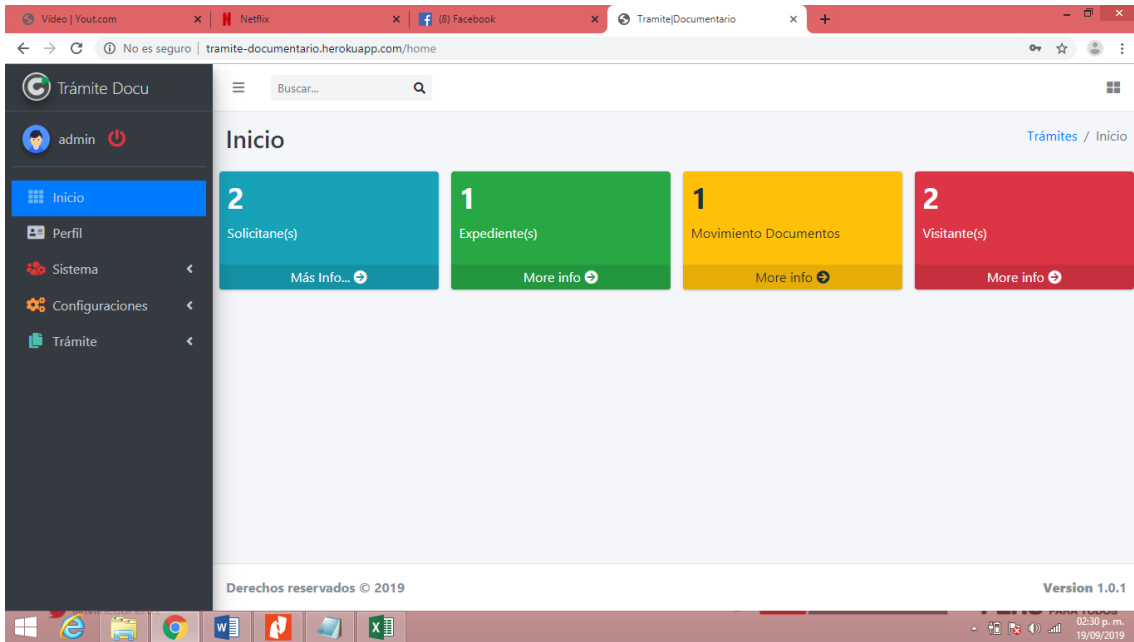 Vídeo | Yout.com
Netflix
(8) Facebook
Tramite|Documentario
No es seguro | tramite-documentario.herokuapp.com/home
Trámite Docu
Buscar...
admin
Inicio
Trámites / Inicio
Inicio
Perfil
Sistema
Configuraciones
Trámite
2
Solicitane(s)
Más Info...
1
Expediente(s)
More info
1
Movimiento Documentos
More info
2
Visitante(s)
More info
Derechos reservados © 2019
Version 1.0.1
PARA TODOS
02:30 p. m.
19/09/2019